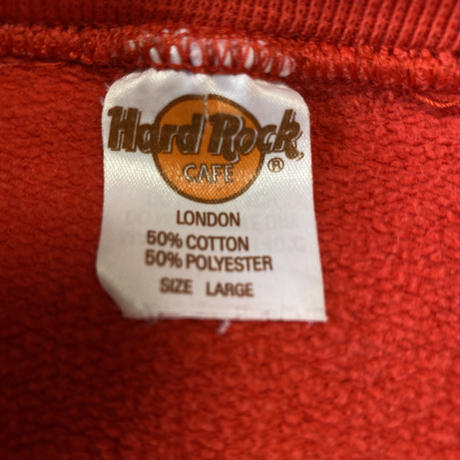 Hard Rock
CAFE ®
LONDON
50% COTTON
50% POLYESTER
SIZE LARGE